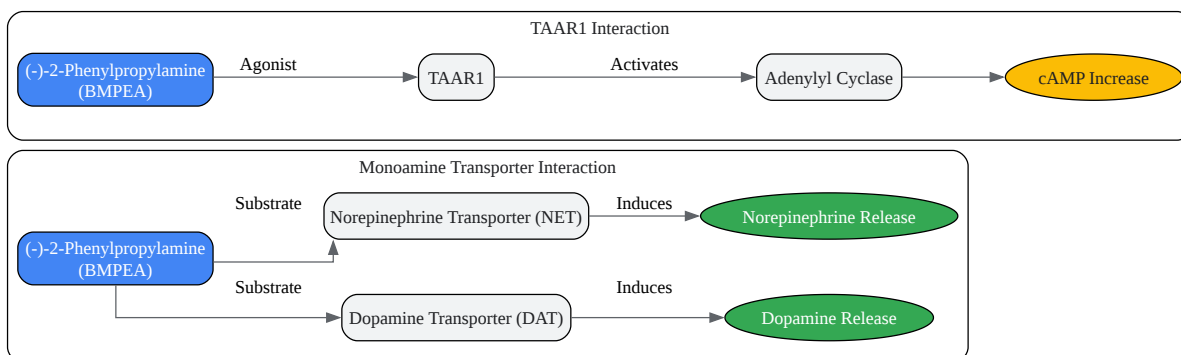 TAAR1 Interaction
(-)-2-Phenylpropylamine
(BMPEA)
Agonist
TAAR1
Activates
Adenylyl Cyclase
cAMP Increase
Monoamine Transporter Interaction
(-)-2-Phenylpropylamine
(BMPEA)
Substrate
Norepinephrine Transporter (NET)
Induces
Norepinephrine Release
Substrate
Dopamine Transporter (DAT)
Induces
Dopamine Release